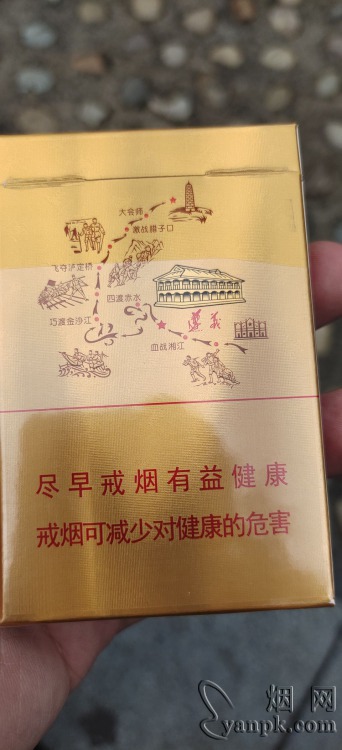 大会师
激战腊子口
飞夺泸定桥
四渡赤水
巧渡金沙江
遵义
血战湘江
尽早戒烟有益健康
戒烟可减少对健康的危害
烟网
yanpk.com